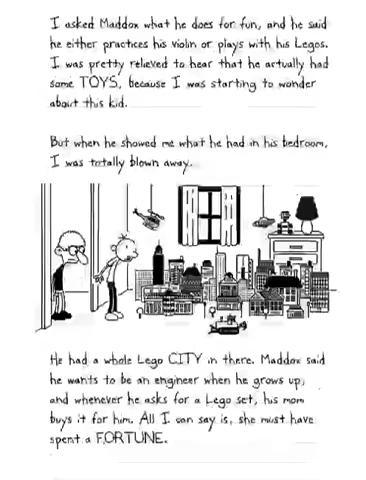 I asked Maddox what he does for fun, and he said
he either practices his violin or plays with his Legos.
I was pretty relieved to hear that he actually had
some TOYS, because I was starting to wonder
about this kid.
But when he showed me what he had in his bedroom,
I was totally blown away.
He had a whole Lego CITY in there. Maddox said
he wants to be an engineer when he grows up,
and whenever he asks for a Lego set, his mom
buys it for him. All I can say is, she must have
spent a FORTUNE.